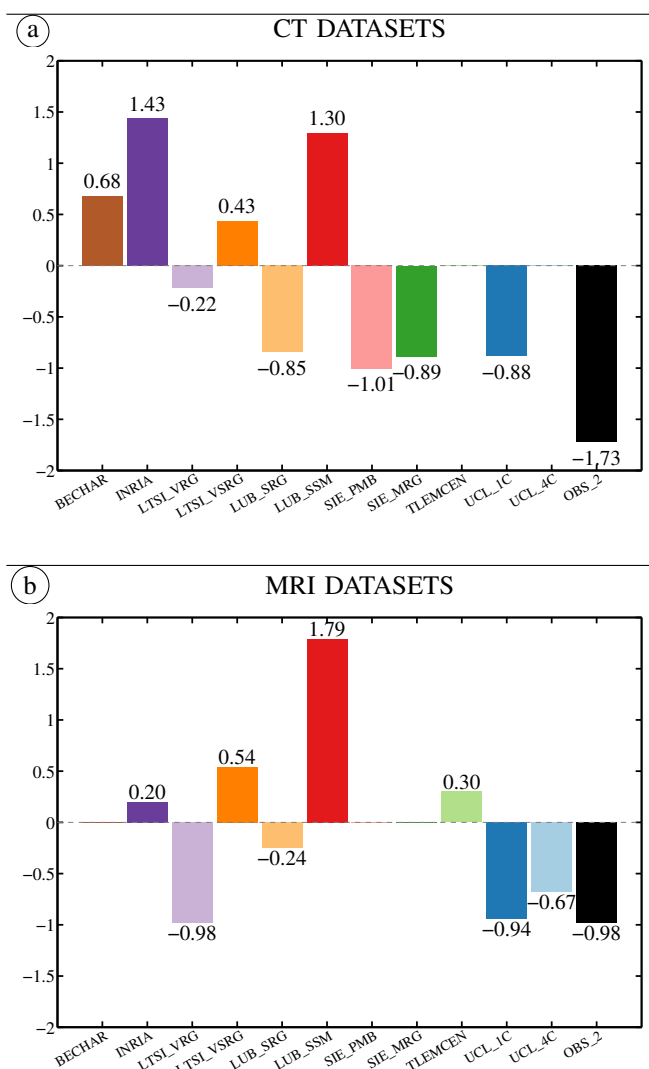 a
CT DATASETS
2
1.5
1
0.5
0
−0.5
−1
−1.5
−2
0.68
1.43
−0.22
0.43
−0.85
1.30
−1.01
−0.89
−0.88
−1.73
BECHAR
INRIA
LTSI_VRG
LTSI_VSRG
LUB_SRG
LUB_SSM
SIE_PMB
SIE_MRG
TLEMCEN
UCL_1C
UCL_4C
OBS_2
b
MRI DATASETS
2
1.5
1
0.5
0
−0.5
−1
−1.5
−2
0.20
−0.98
0.54
−0.24
1.79
0.30
−0.94
−0.67
−0.98
BECHAR
INRIA
LTSI_VRG
LTSI_VSRG
LUB_SRG
LUB_SSM
SIE_PMB
SIE_MRG
TLEMCEN
UCL_1C
UCL_4C
OBS_2